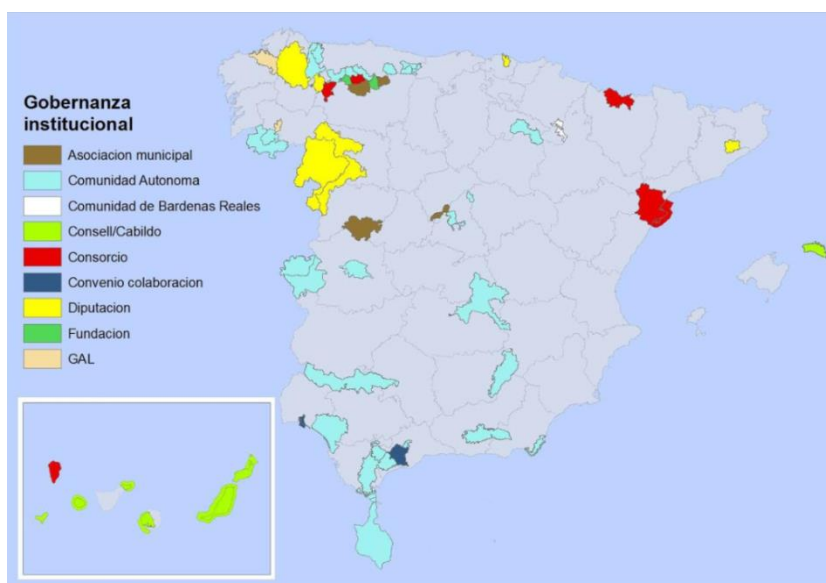 Gobernanza
institucional
Asociacion municipal
Comunidad Autonoma
Comunidad de Bardenas Reales
Consell/Cabildo
Consorcio
Convenio colaboracion
Diputacion
Fundacion
GAL